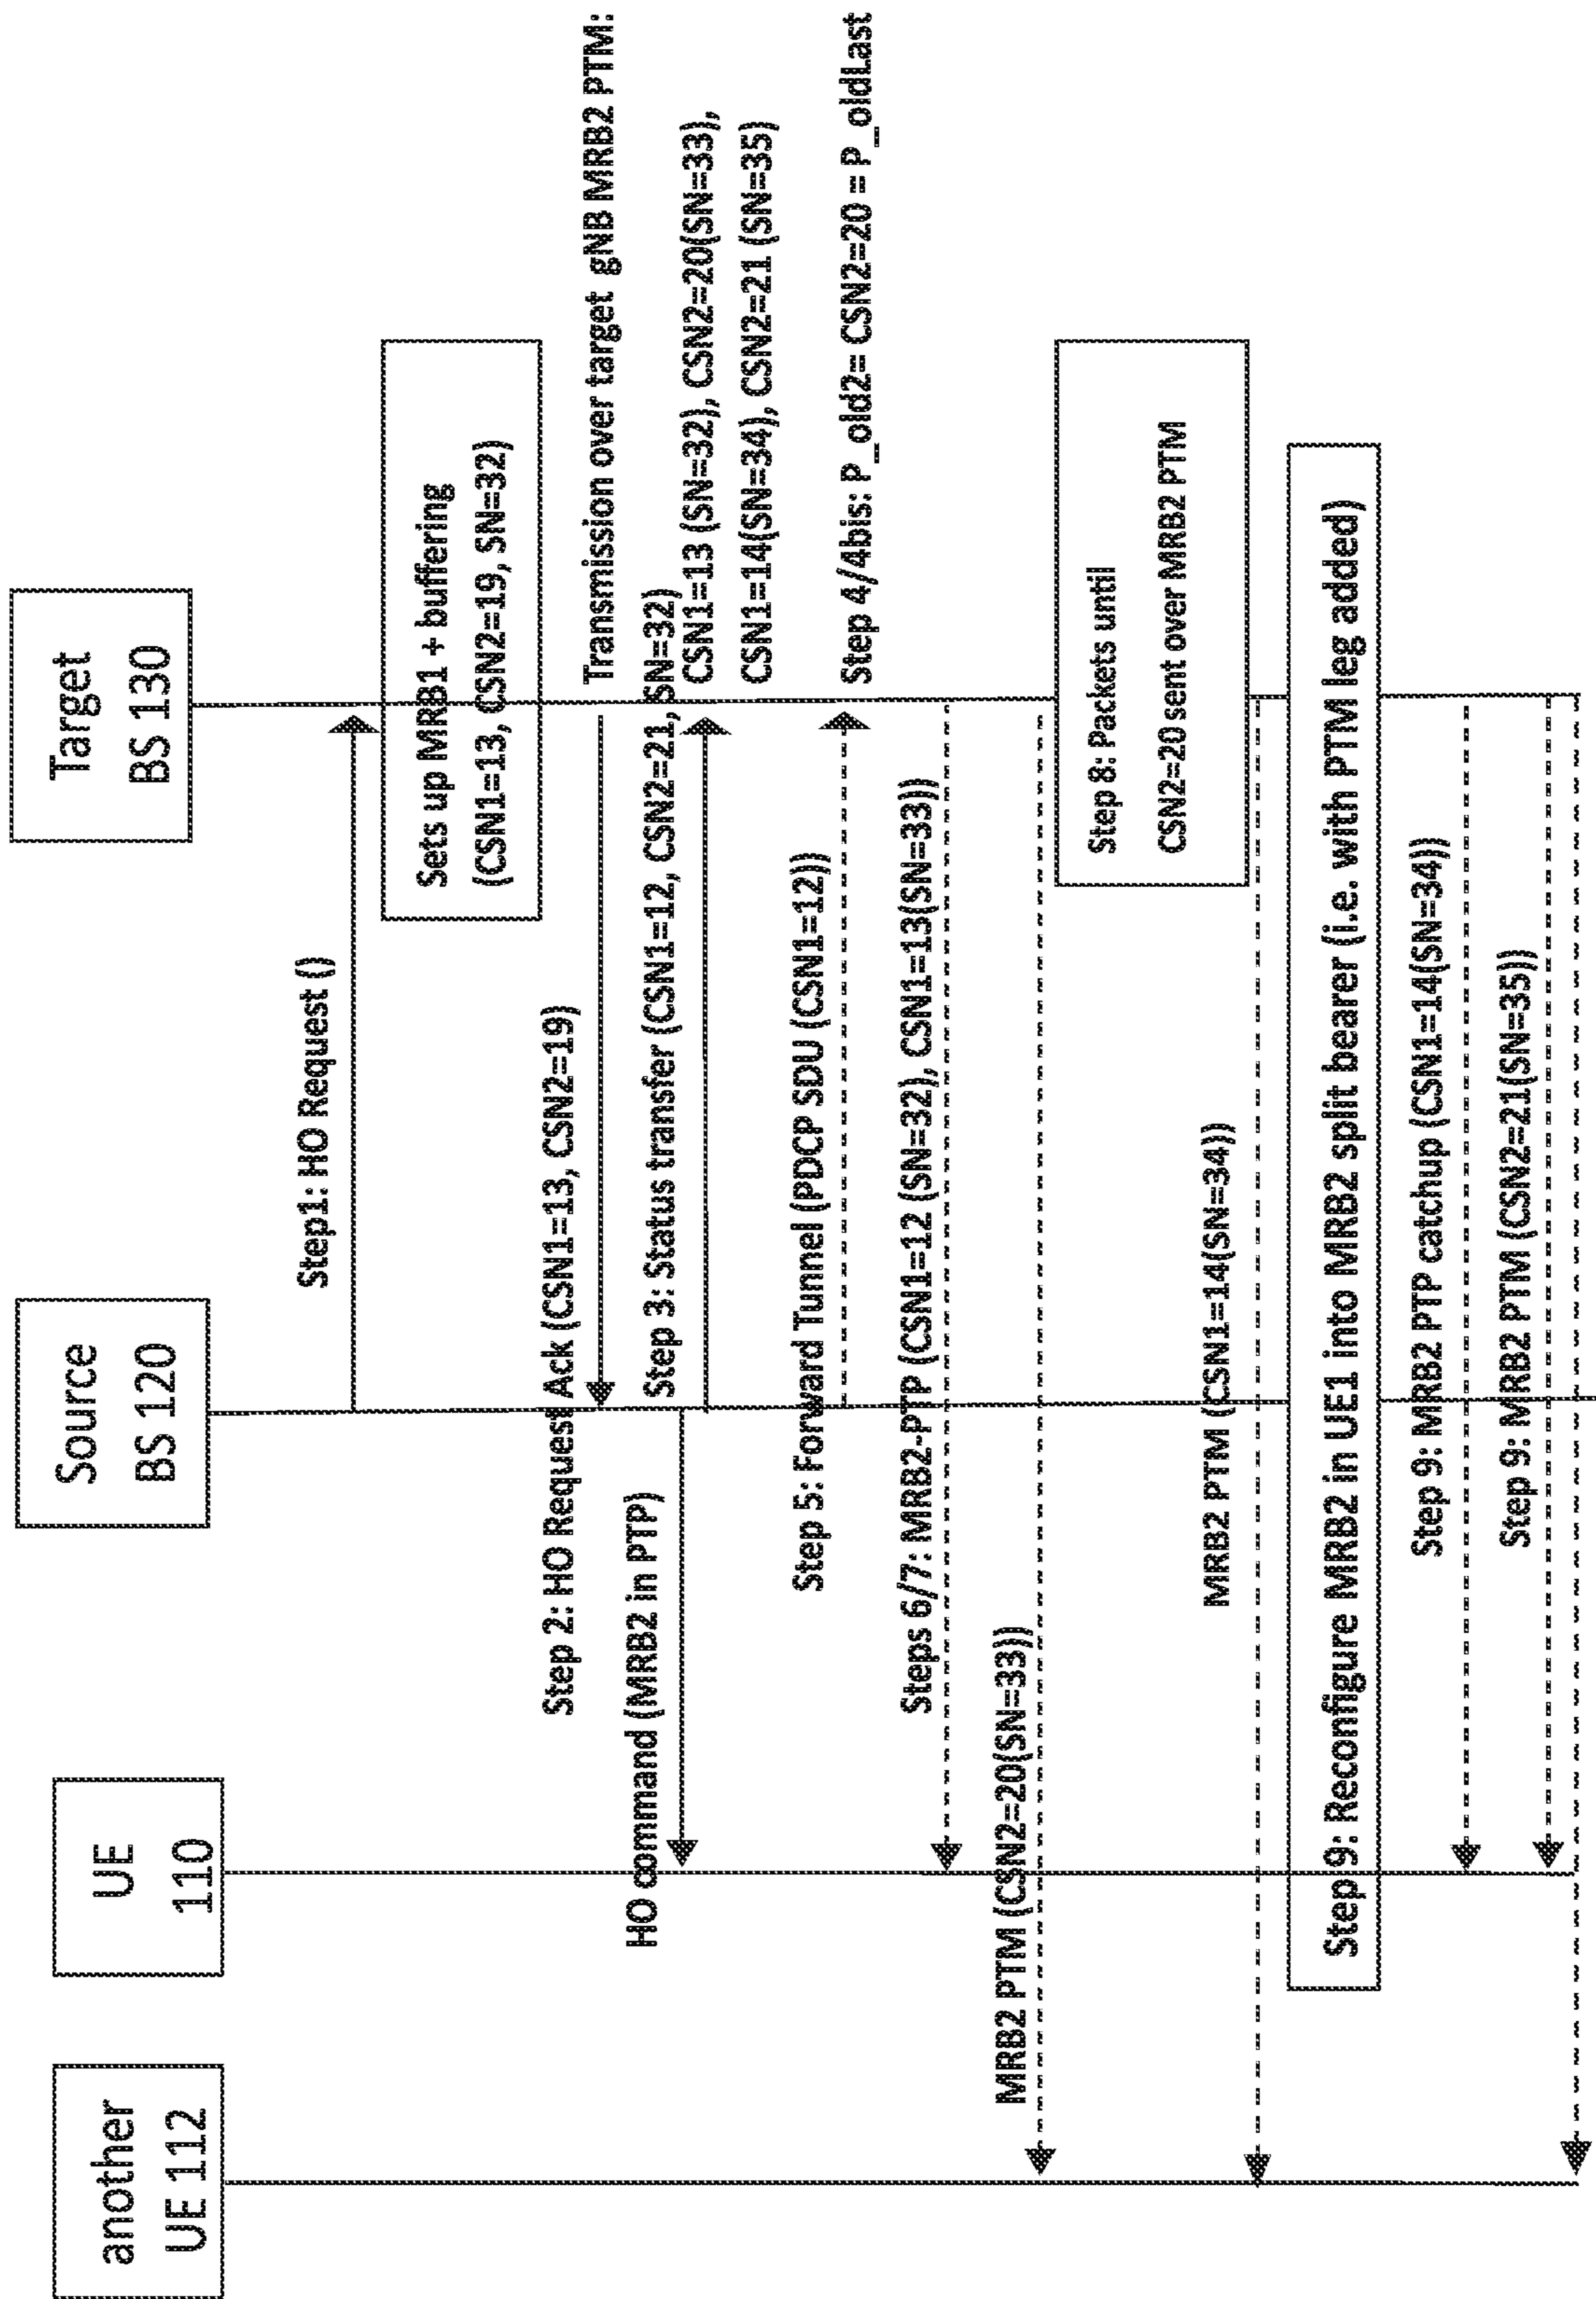 another
UE 112
UE
110
Source
BS 120
Target
BS 130
Step1: HO Request ()
Sets up MRB1 + buffering
(CSN1=13, CSN2=19, SN=32)
Step 2: HO Request Ack (CSN1=13, CSN2=19)
Transmission over target gNB MRB2 PTM:
CSN1=13 (SN=32), CSN2=20(SN=33),
CSN1=14(SN=34), CSN2=21 (SN=35)
HO command (MRB2 in PTP)
Step 3: Status transfer (CSN1=12, CSN2=21, SN=32)
Step 4/4bis: P_old2= CSN2=20 = P_oldLast
Step 5: Forward Tunnel (PDCP SDU (CSN1=12))
Steps 6/7: MRB2-PTP (CSN1=12 (SN=32), CSN1=13(SN=33))
MRB2 PTM (CSN2=20(SN=33))
Step 8: Packets until
CSN2=20 sent over MRB2 PTM
MRB2 PTM (CSN1=14(SN=34))
Step 9: Reconfigure MRB2 in UE1 into MRB2 split bearer (i.e. with PTM leg added)
Step 9: MRB2 PTP catchup (CSN1=14(SN=34))
Step 9: MRB2 PTM (CSN2=21(SN=35))